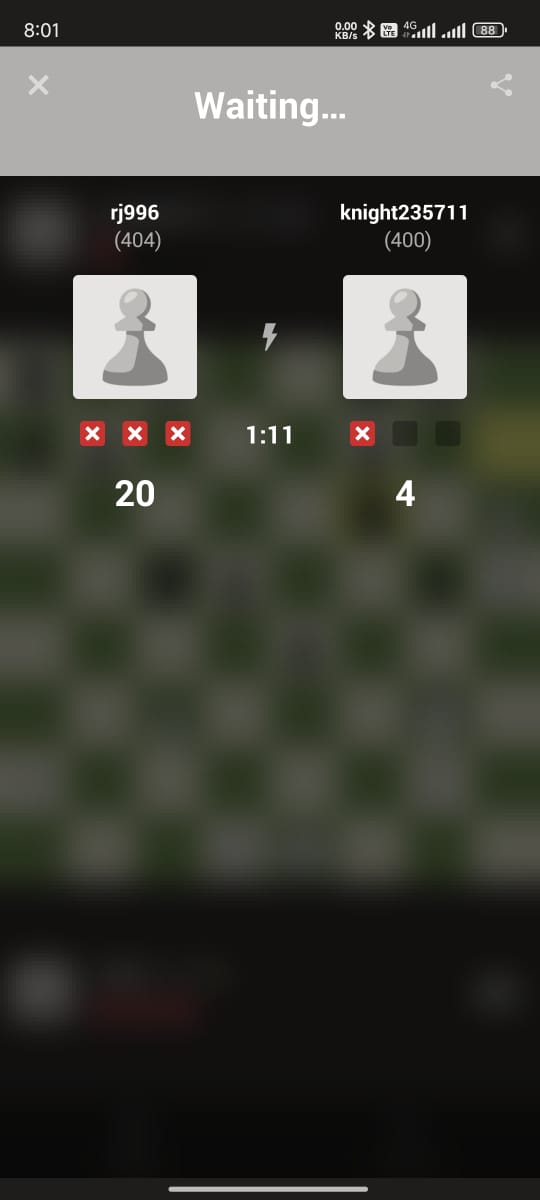 8:01
0.00
KB/s
Vo
LTE
4G
88
Waiting...
rj996
knight235711
(404)
(400)
1:11
20
4